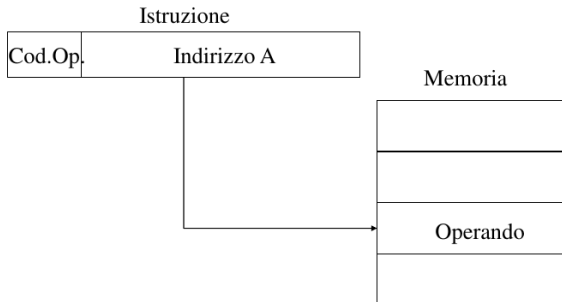 Istruzione
Cod.Op. Indirizzo A
Memoria
Operando